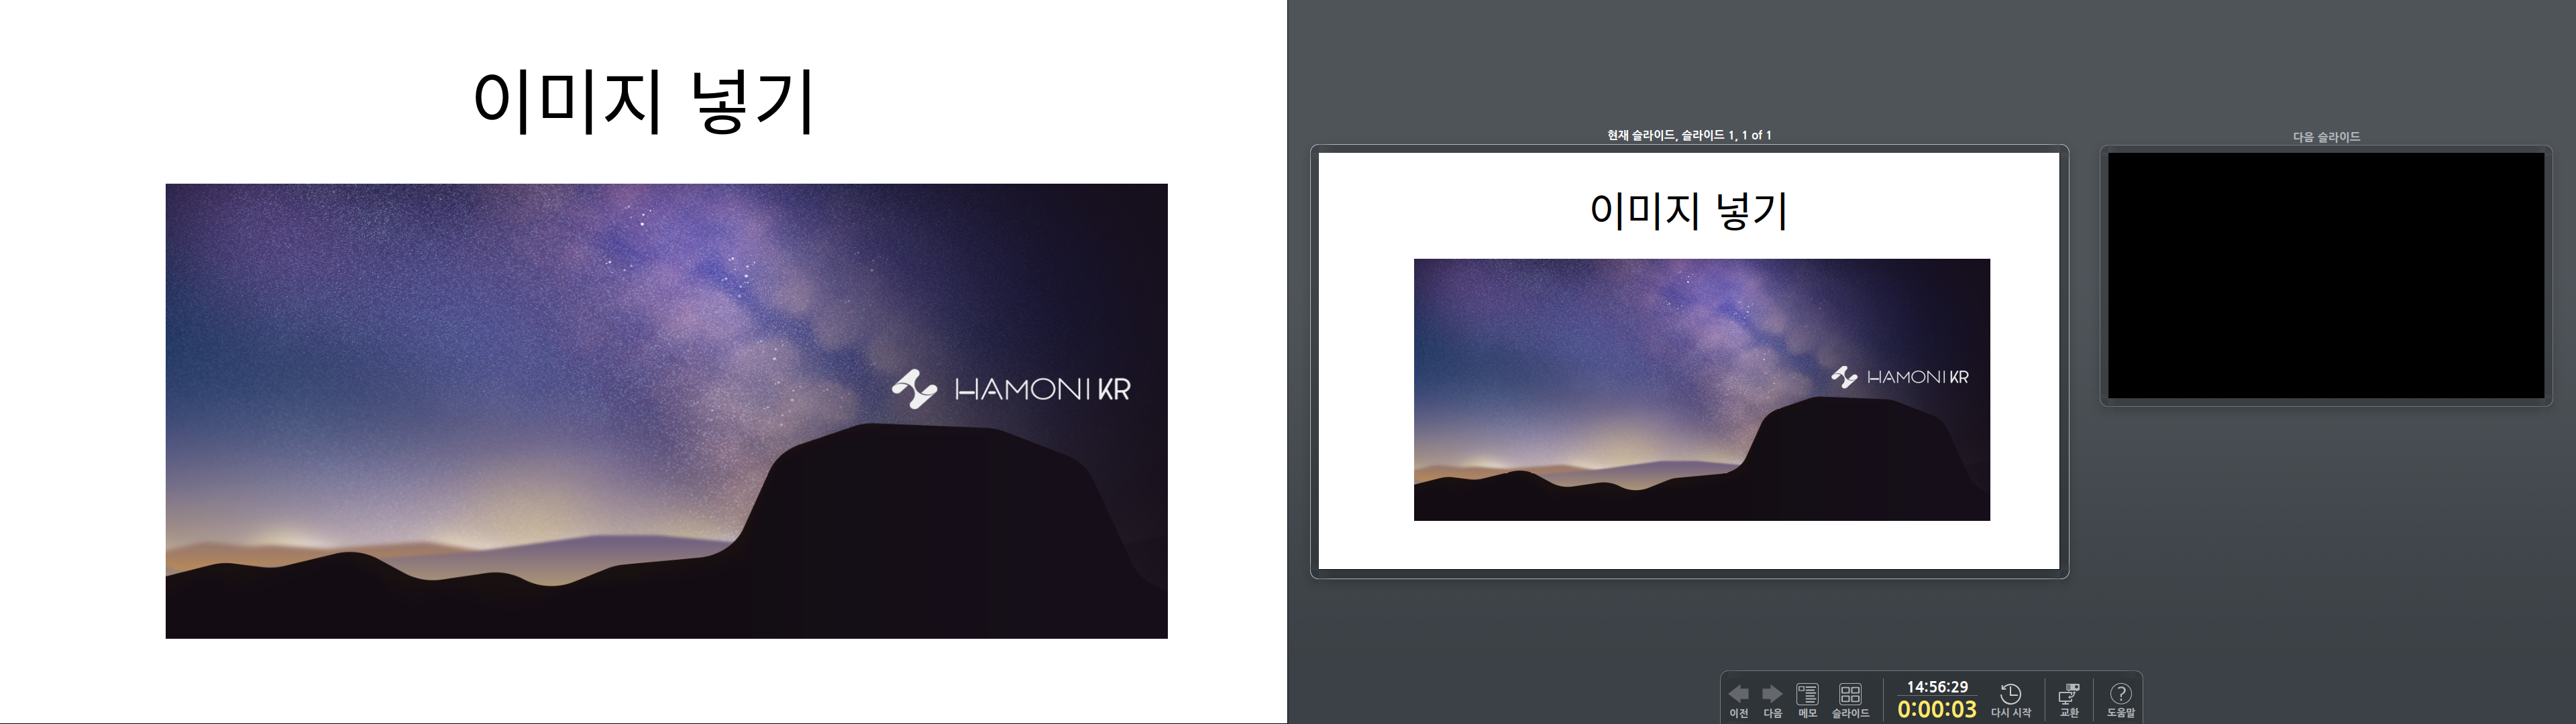 이미지 넣기
HAMONIKR
현재 슬라이드, 슬라이드 1, 1 of 1
다음 슬라이드
이미지 넣기
HAMONIKR
이전
다음
메모
슬라이드
14:56:29
0:00:03
다시 시작
교환
도움말